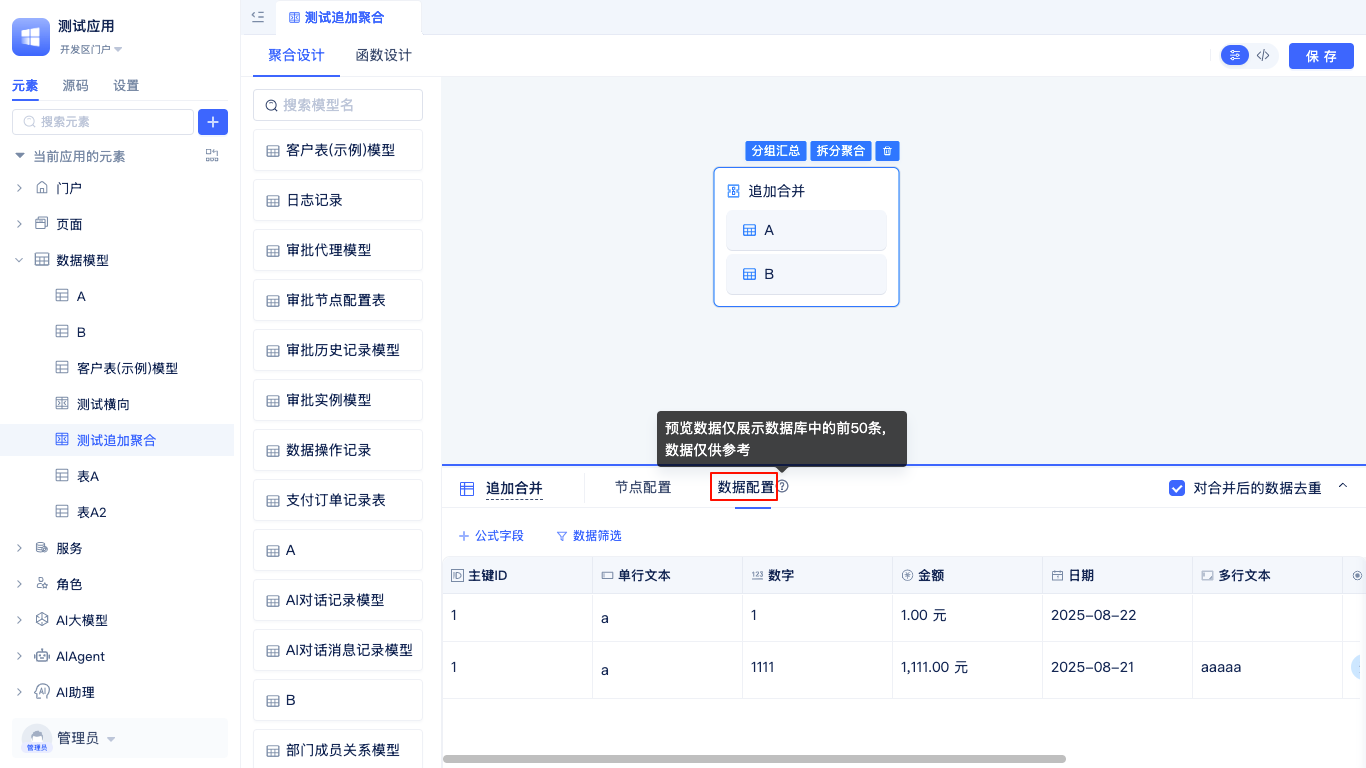 测试应用
开发区门户
元素
源码
设置
搜索元素
当前应用的元素
门户
页面
数据模型
A
B
客户表(示例)模型
测试横向
测试追加聚合
表A
表A2
服务
角色
AI大模型
AIAgent
AI助理
管理员
管理员
测试追加聚合
聚合设计
函数设计
保存
搜索模型名
客户表(示例)模型
日志记录
审批代理模型
审批节点配置表
审批历史记录模型
审批实例模型
数据操作记录
支付订单记录表
A
AI对话记录模型
AI对话消息记录模型
B
部门成员关系模型
分组汇总
拆分聚合
追加合并
A
B
预览数据仅展示数据库中的前50条,
数据仅供参考
追加合并
节点配置
数据配置
对合并后的数据去重
公式字段
数据筛选
主键ID 单行文本 数字 金额 日期 多行文本
1 a 1 1.00 元 2025-08-22
1 a 1111 1,111.00 元 2025-08-21 aaaaa